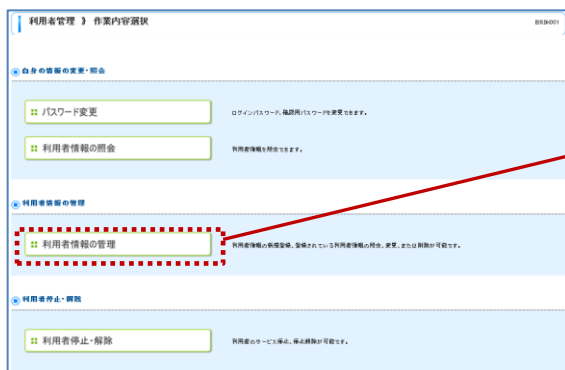 利用者管理 》 作業内容選択
BRSK001
自身の情報の変更・照会
パスワード変更
ログインパスワード、確認用パスワードを変更できます。
利用者情報の照会
利用者情報を照会できます。
利用者情報の管理
利用者情報の管理
利用者情報の新規登録、登録されている利用者情報の照会、変更、または削除が可能です。
利用者停止・解除
利用者停止・解除
利用者のサービス停止、停止解除が可能です。